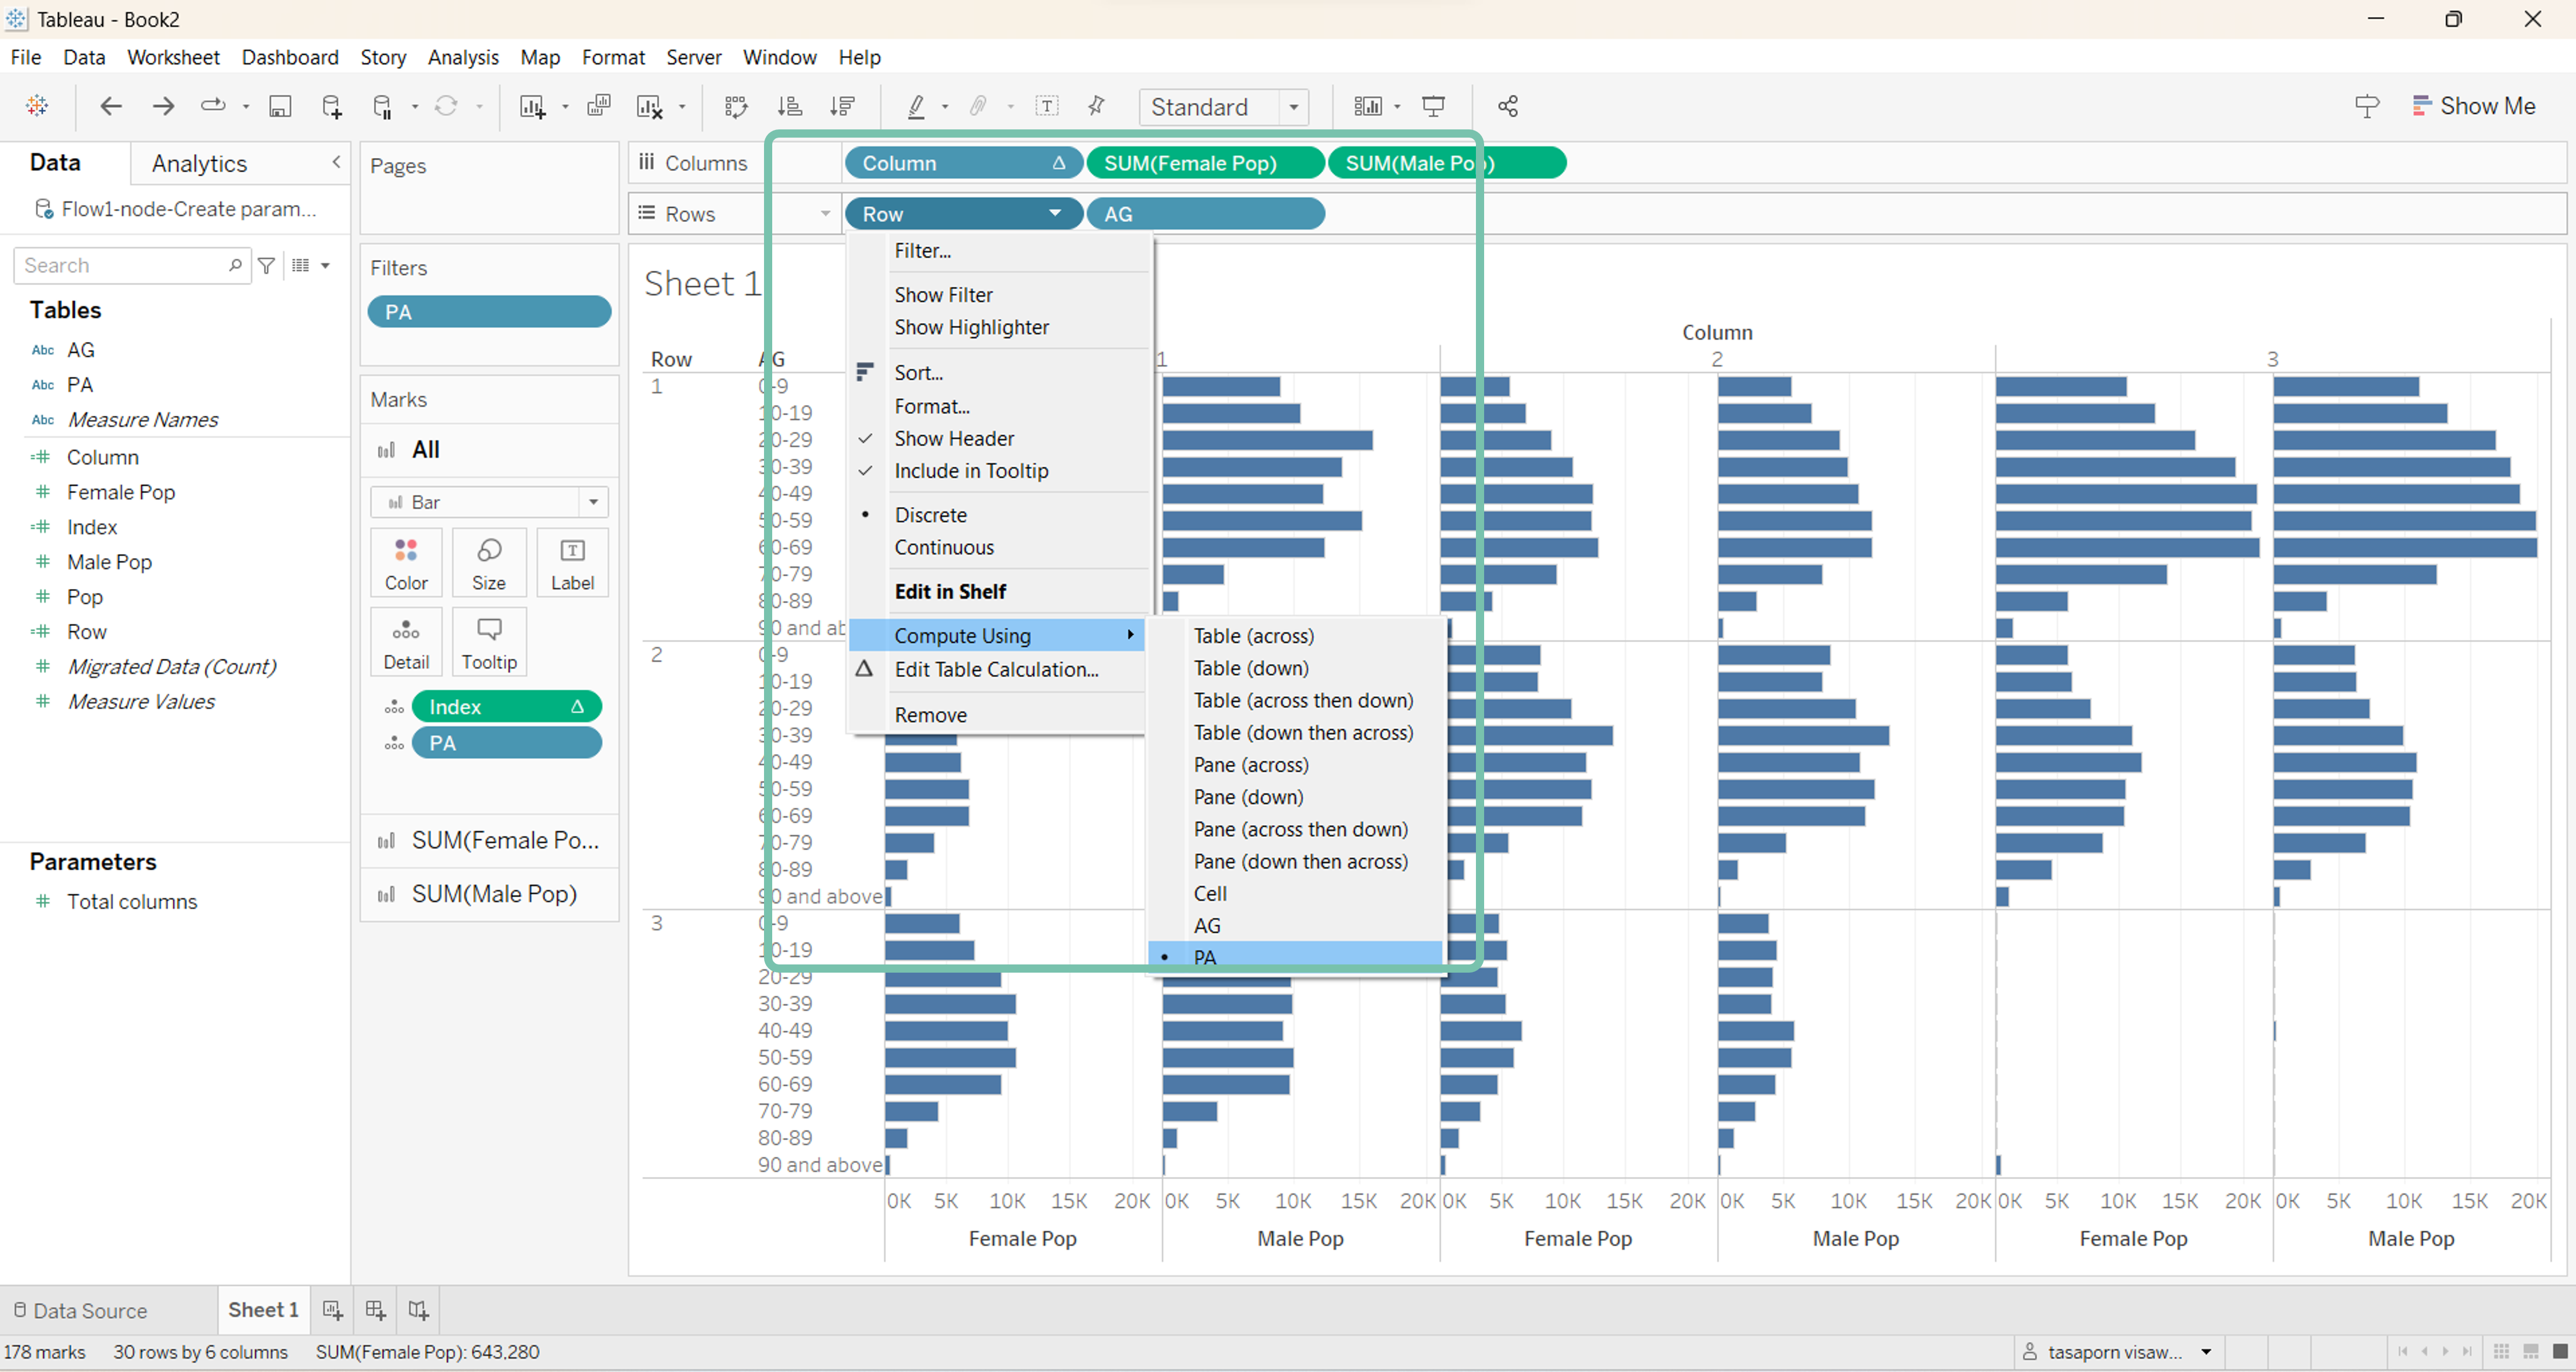 Tableau - Book2
File Data Worksheet Dashboard Story Analysis Map Format Server Window Help
Standard
Show Me
Data
Analytics
Flow1-node-Create param...
Search
Tables
Abc AG
Abc PA
Abc Measure Names
Column
Female Pop
Index
Male Pop
Pop
Row
Migrated Data (Count)
Measure Values
Parameters
Total columns
Pages
Filters
PA
Marks
All
Bar
Color Size Label
Detail Tooltip
Index
PA
SUM(Female Po...
SUM(Male Pop)
Columns Column SUM(Female Pop) SUM(Male Pop)
Rows Row AG
Sheet 1
Filter...
Show Filter
Show Highlighter
Sort...
Format...
Show Header
Include in Tooltip
Discrete
Continuous
Edit in Shelf
Compute Using
Edit Table Calculation...
Remove
Table (across)
Table (down)
Table (across then down)
Table (down then across)
Pane (across)
Pane (down)
Pane (across then down)
Pane (down then across)
Cell
AG
PA
Column
Row AG 1 2 3
1 0-9
10-19
20-29
30-39
40-49
50-59
60-69
70-79
80-89
90 and ab
2 0-9
10-19
20-29
30-39
40-49
50-59
60-69
70-79
80-89
90 and above
3 0-9
10-19
20-29
30-39
40-49
50-59
60-69
70-79
80-89
90 and above
0K 5K 10K 15K 20K 0K 5K 10K 15K 20K 0K 5K 10K 15K 20K 0K 5K 10K 15K 20K 0K 5K 10K 15K 20K 0K 5K 10K 15K 20K
Female Pop Male Pop Female Pop Male Pop Female Pop Male Pop
Data Source Sheet 1
178 marks 30 rows by 6 columns SUM(Female Pop): 643,280
tasaporn visaw...